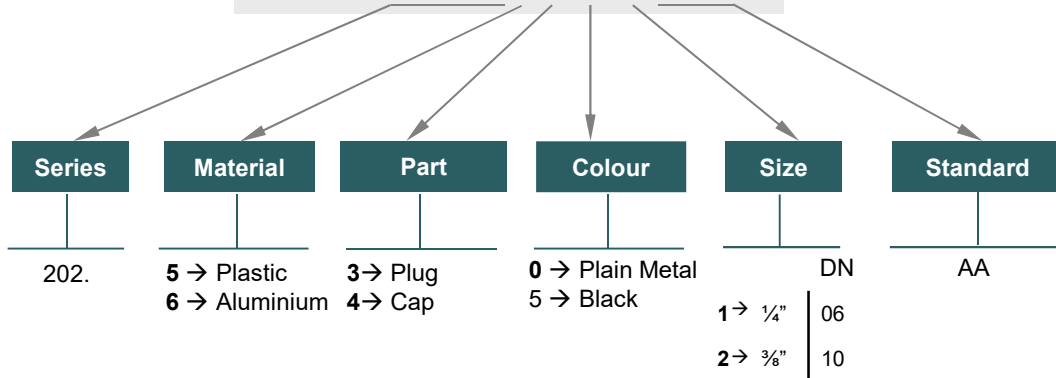 Series Material Part Colour Size Standard
202. 5 → Plastic 3→ Plug 0 → Plain Metal DN AA
6 → Aluminium 4→ Cap 5 → Black
1→ ¼” 06
2→ ⅜” 10